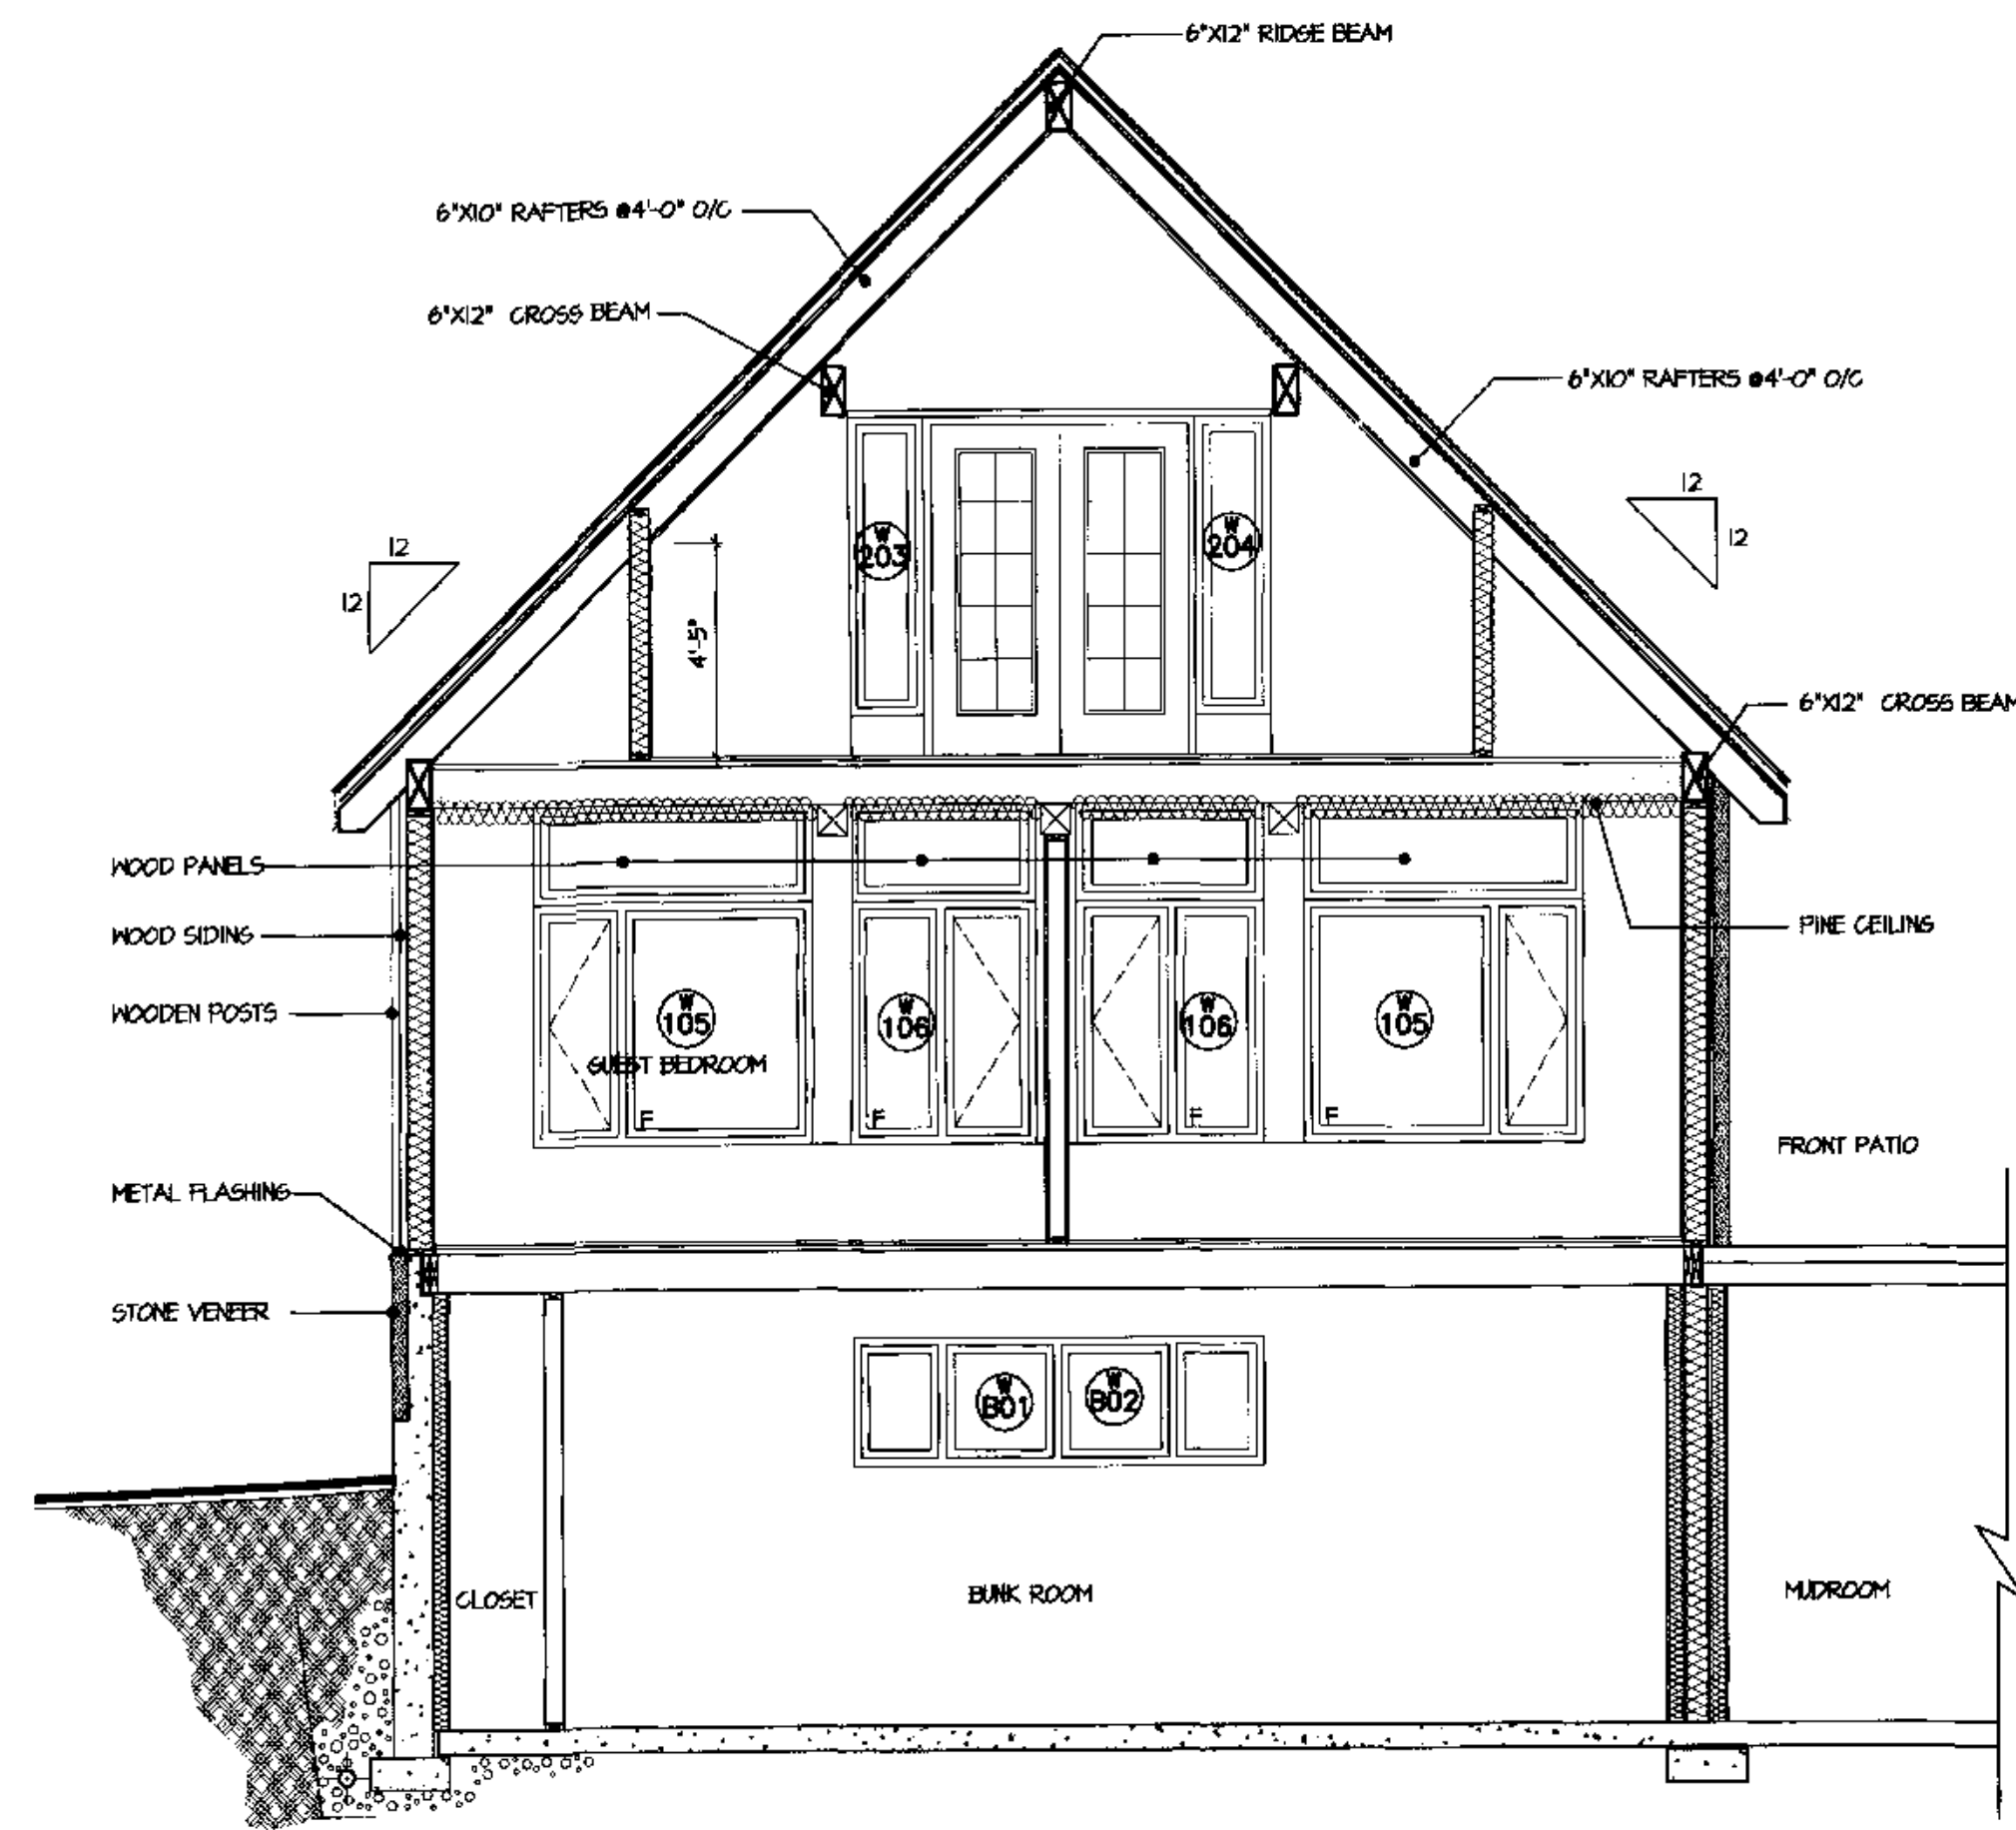 6"X12" RIDGE BEAM
6"X10" RAFTERS @4'-0" O/C
6"X12" CROSS BEAM
6"X10" RAFTERS @4'-0" O/C
12
12
12
12
W
203
W
204
4'-5"
6"X12" CROSS BEAM
WOOD PANELS
WOOD SIDING
PINE CEILING
WOODEN POSTS
W
105
W
106
W
106
W
105
GUEST BEDROOM
F
F
F
F
FRONT PATIO
METAL FLASHING
STONE VENEER
W
B01
W
B02
CLOSET
BUNK ROOM
MUDROOM